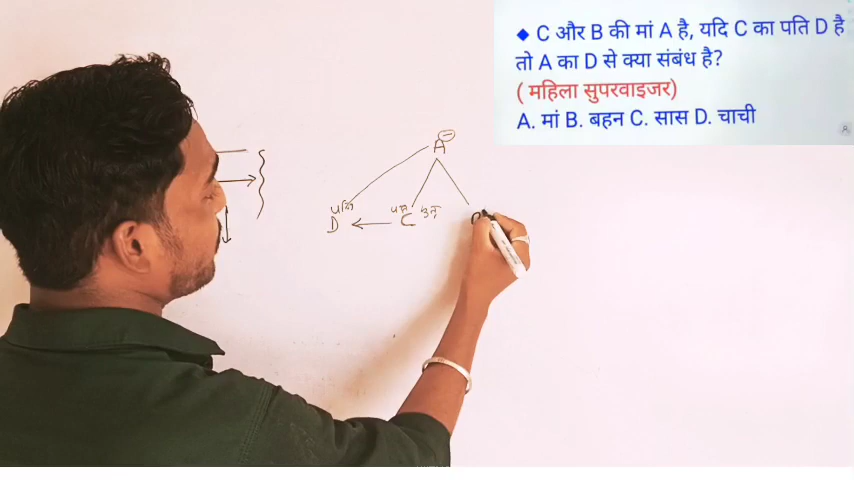 ◆ C और B की मां A है, यदि C का पति D है
तो A का D से क्या संबंध है?
( महिला सुपरवाइजर)
A. मां B. बहन C. सास D. चाची
A
पति
D
C